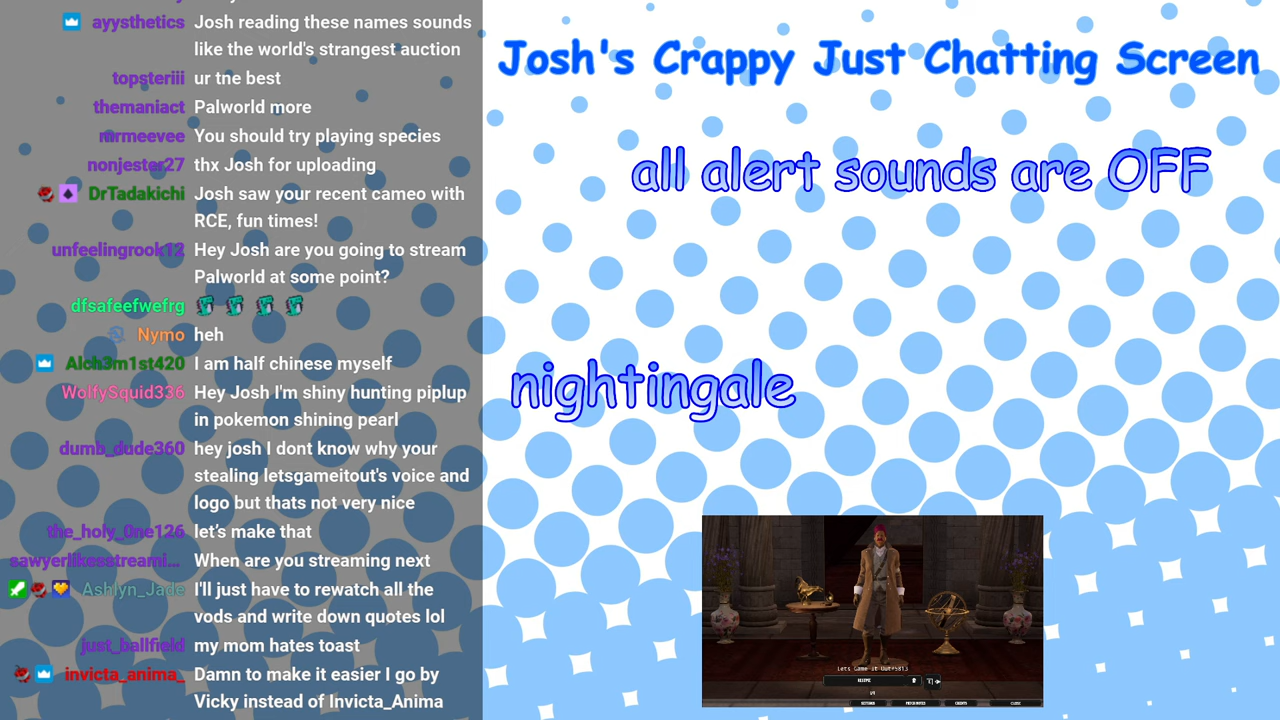 ayysthetics Josh reading these names sounds
like the world's strangest auction
topsteriii ur tne best
themaniact Palworld more
mrmeevee You should try playing species
nonjester27 thx Josh for uploading
DrTadakichi Josh saw your recent cameo with
RCE, fun times!
unfeelingrook12 Hey Josh are you going to stream
Palworld at some point?
dfsafeefwefrg
Nymo heh
Alch3m1st420 I am half chinese myself
WolfySquid336 Hey Josh I'm shiny hunting piplup
in pokemon shining pearl
dumb_dude360 hey josh I dont know why your
stealing letsgameitout's voice and
logo but thats not very nice
the_holy_0ne126 let's make that
sawyerlikesstreami... When are you streaming next
Ashlyn_Jade I'll just have to rewatch all the
vods and write down quotes lol
just_ballfield my mom hates toast
invicta_anima_ Damn to make it easier I go by
Vicky instead of Invicta_Anima
Josh's Crappy Just Chatting Screen
all alert sounds are OFF
nightingale
RESUME
SETTINGS PATCH NOTES CREDITS CLOSE